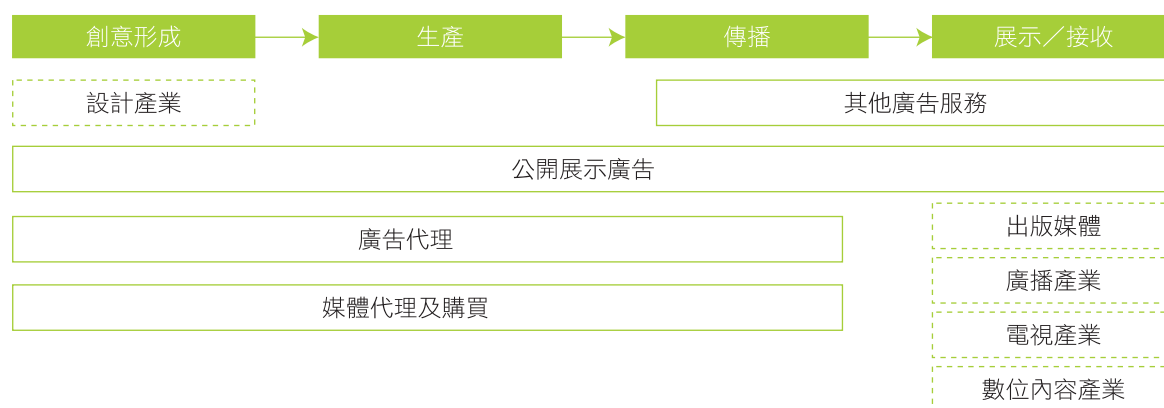 創意形成
生產
傳播
展示／接收
設計產業
其他廣告服務
公開展示廣告
廣告代理
出版媒體
廣播產業
媒體代理及購買
電視產業
數位內容產業